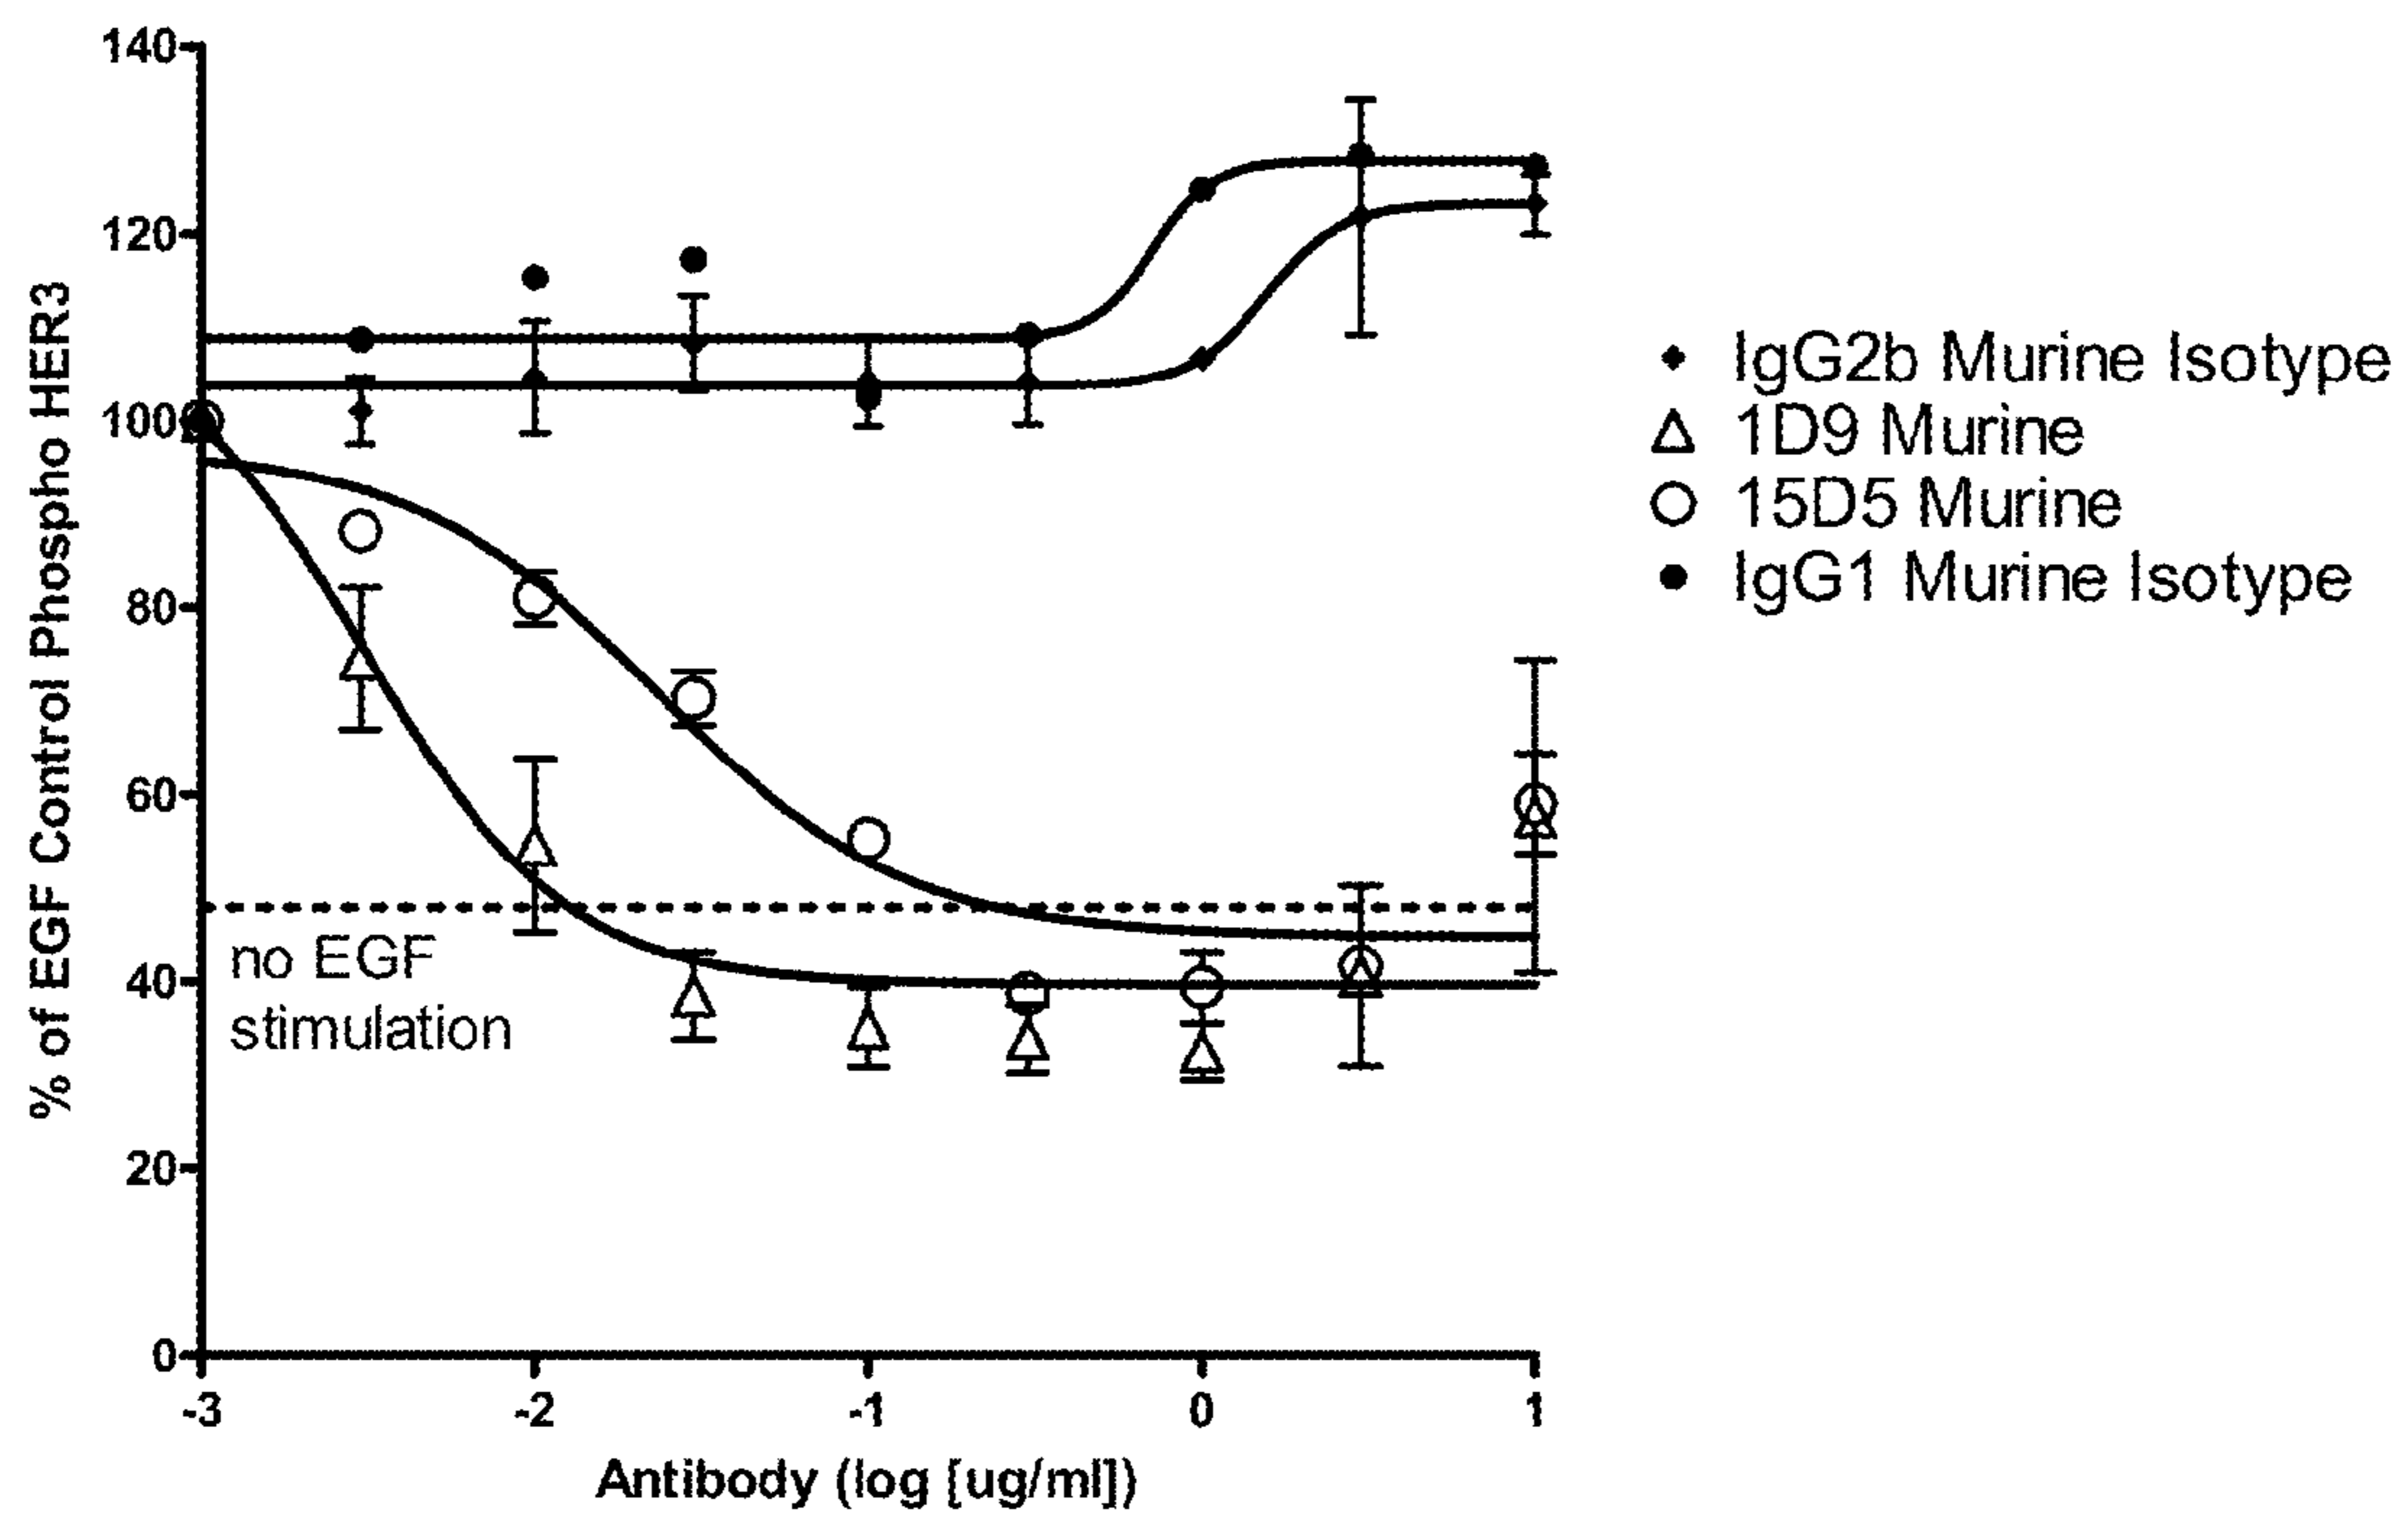 % of EGF Control Phospho HER3
140
120
100
80
60
40
20
0
no EGF
stimulation
-3
-2
-1
0
1
Antibody (log [ug/ml])
IgG2b Murine Isotype
1D9 Murine
15D5 Murine
IgG1 Murine Isotype